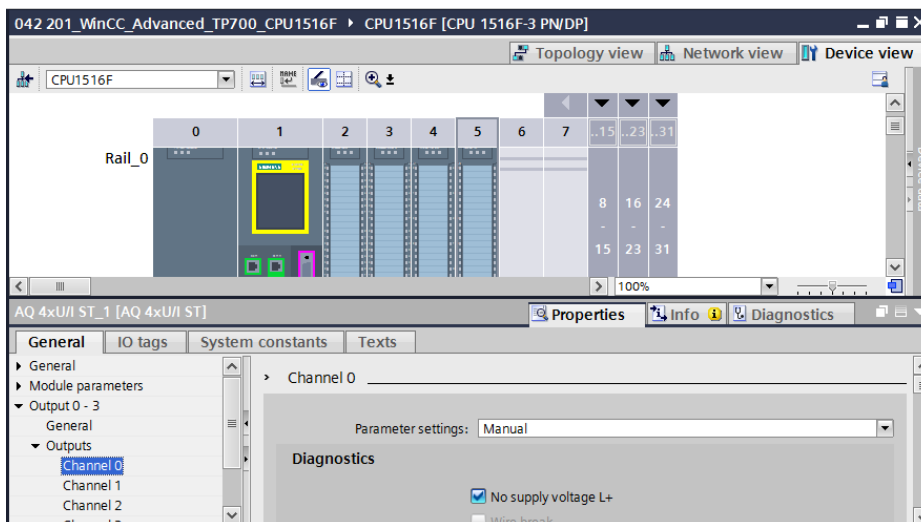 042 201_WinCC_Advanced_TP700_CPU1516F ▸ CPU1516F [CPU 1516F-3 PN/DP]
Topology view Network view Device view
CPU1516F
0 1 2 3 4 5 6 7 ..15 ..23 ..31
Rail_0
8 16 24
- - -
15 23 31
100%
AQ 4xU/I ST_1 [AQ 4xU/I ST]
Properties Info Diagnostics
General IO tags System constants Texts
General
Module parameters
Output 0 - 3
General
Outputs
Channel 0
Channel 1
Channel 2
Channel 0
Parameter settings: Manual
Diagnostics
No supply voltage L+
Wire break